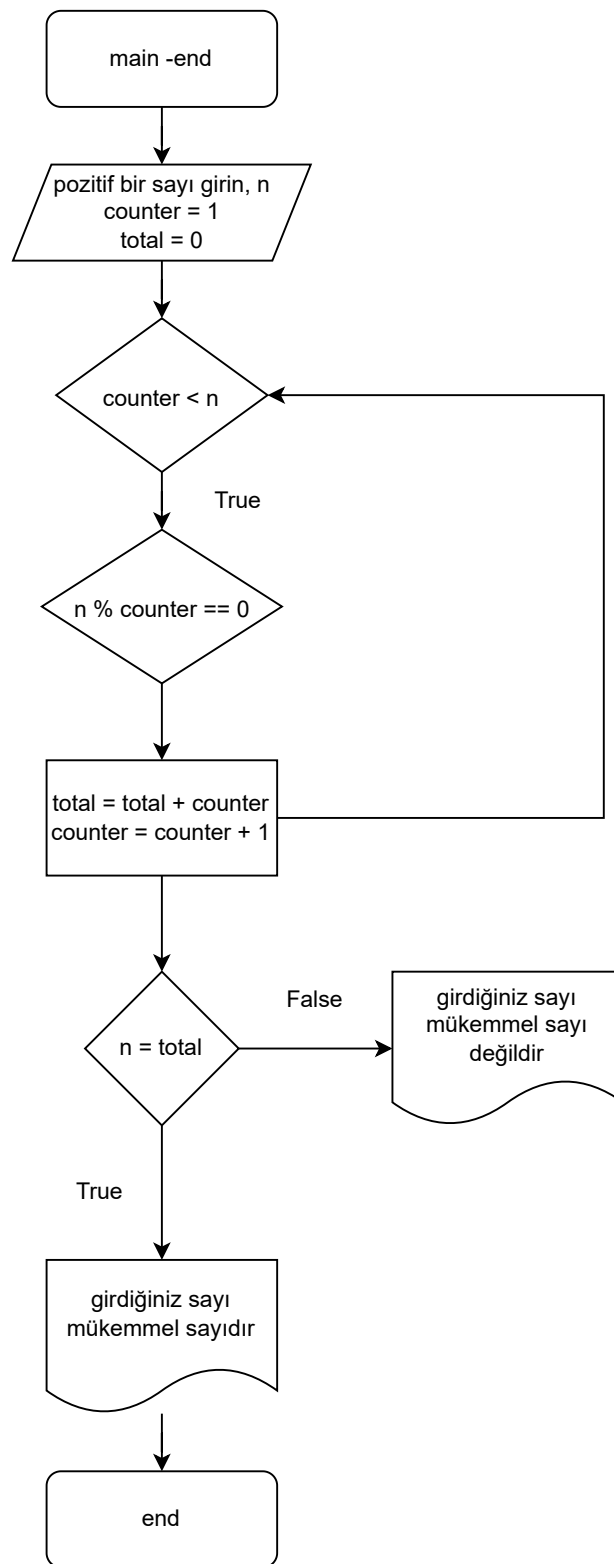 main -end
pozitif bir sayı girin, n
counter = 1
total = 0
counter < n
True
n % counter == 0
total = total + counter
counter = counter + 1
n = total
False
girdiğiniz sayı
mükemmel sayı
değildir
True
girdiğiniz sayı
mükemmel sayıdır
end